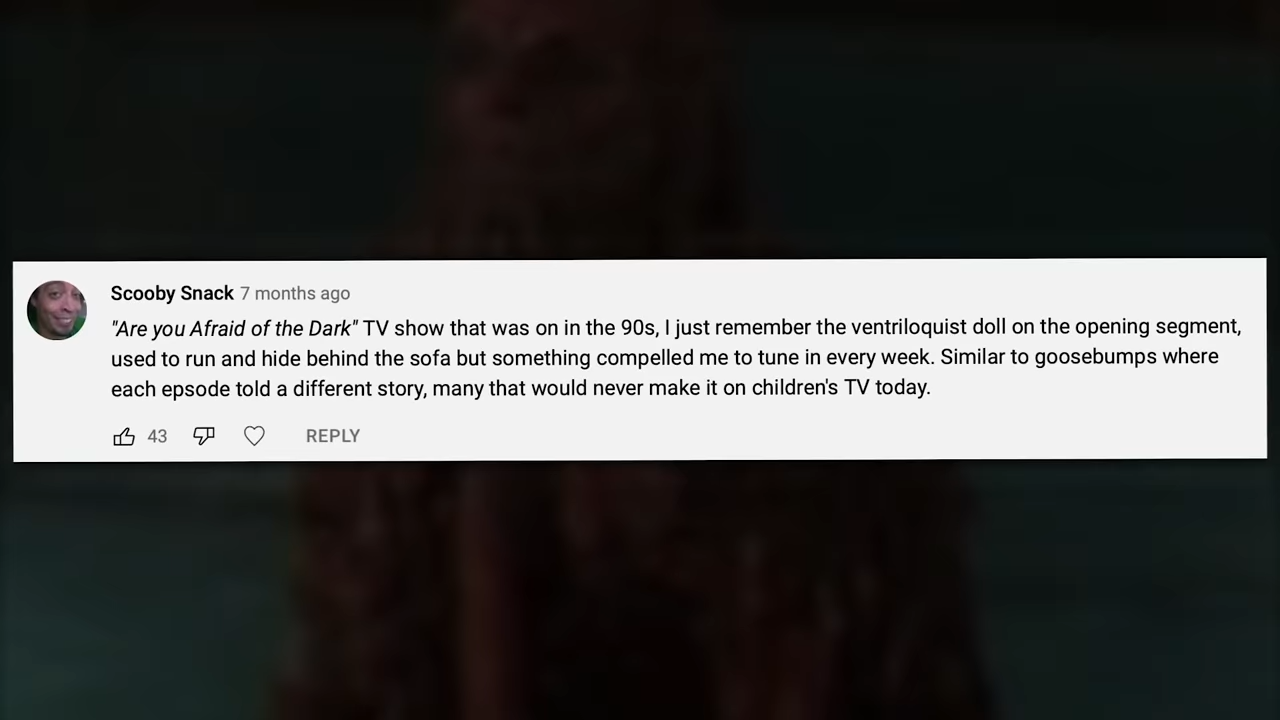 Scooby Snack 7 months ago
"Are you Afraid of the Dark" TV show that was on in the 90s, I just remember the ventriloquist doll on the opening segment,
used to run and hide behind the sofa but something compelled me to tune in every week. Similar to goosebumps where
each epsode told a different story, many that would never make it on children's TV today.
43 REPLY